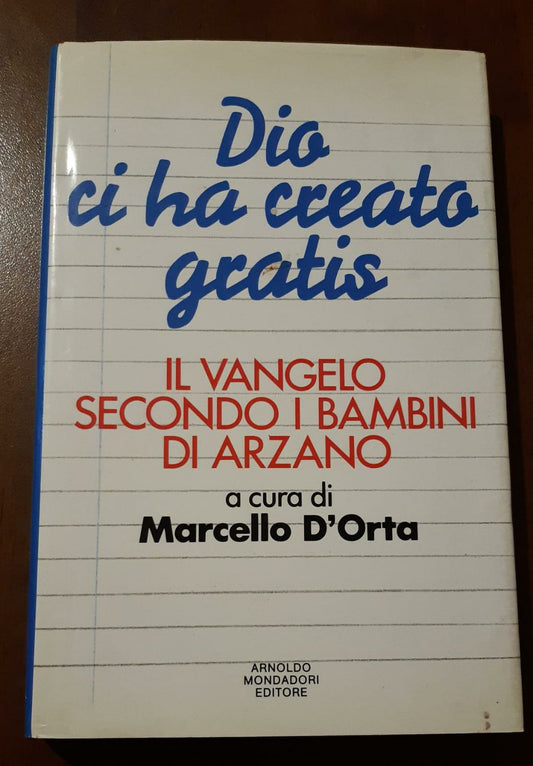 Dio
ci ha creato
gratis
IL VANGELO
SECONDO I BAMBINI
DI ARZANO
a cura di
Marcello D'Orta
ARNOLDO
MONDADORI
EDITORE